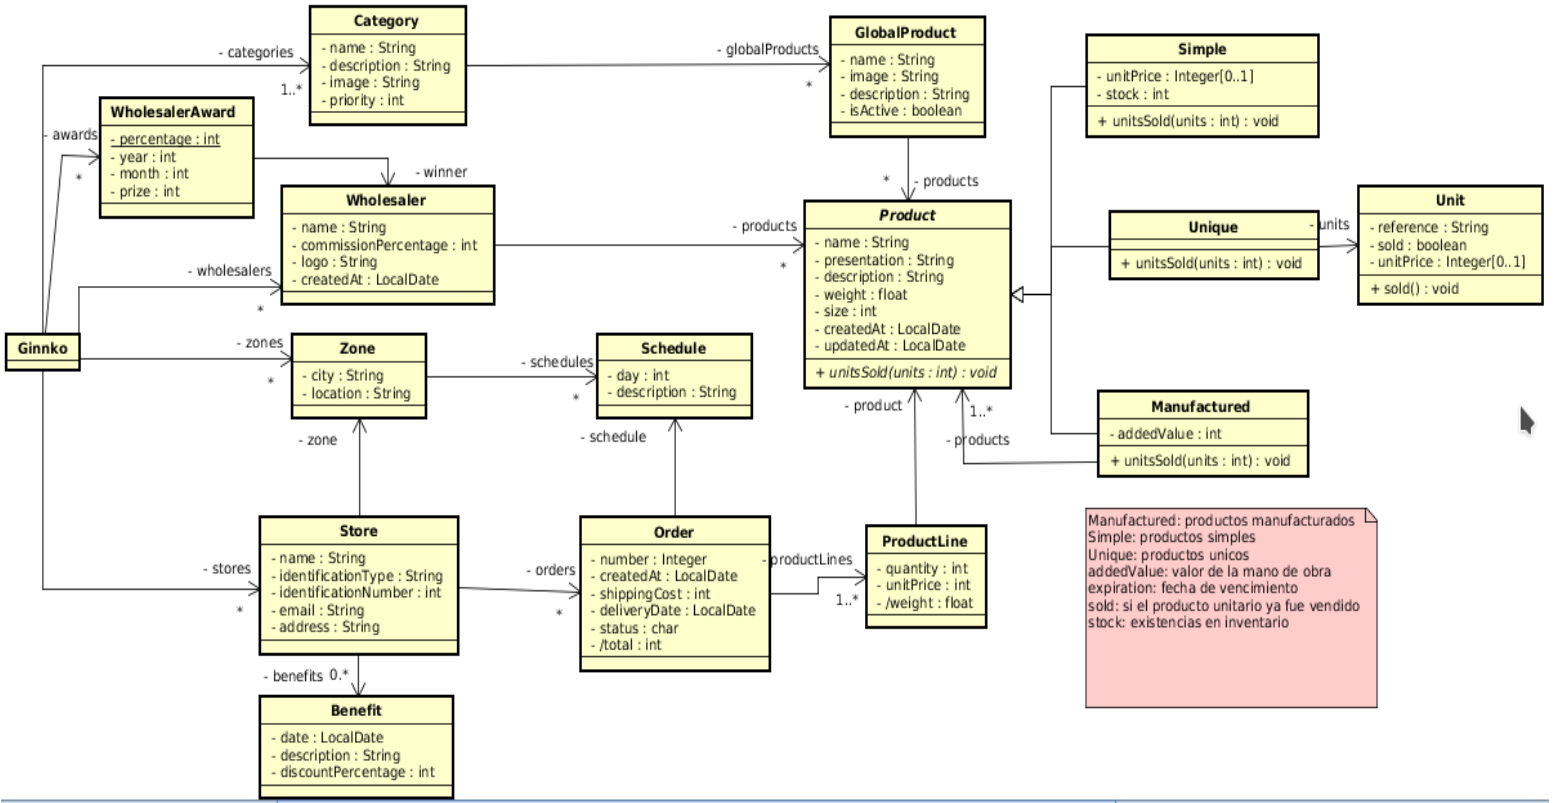 Category
- name : String
- description : String
- image : String
- priority : int
- categories
1..*
- globalProducts
*
GlobalProduct
- name : String
- image : String
- description : String
- isActive : boolean
Simple
- unitPrice : Integer[0..1]
- stock : int
+ unitsSold(units : int) : void
WholesalerAward
- percentage : int
- year : int
- month : int
- prize : int
- awards
*
- winner
Wholesaler
- name : String
- commissionPercentage : int
- logo : String
- createdAt : LocalDate
- wholesalers
*
- products
*
* - products
Product
- name : String
- presentation : String
- description : String
- weight : float
- size : int
- createdAt : LocalDate
- updatedAt : LocalDate
+ unitsSold(units : int) : void
Unique
+ unitsSold(units : int) : void
- units
Unit
- reference : String
- sold : boolean
- unitPrice : Integer[0..1]
+ sold() : void
Ginnko
- zones
*
Zone
- city : String
- location : String
- schedules
*
Schedule
- day : int
- description : String
- zone
- schedule
- product
1..*
- products
Manufactured
- addedValue : int
+ unitsSold(units : int) : void
- stores
*
Store
- name : String
- identificationType : String
- identificationNumber : int
- email : String
- address : String
- orders
*
Order
- number : Integer
- createdAt : LocalDate
- shippingCost : int
- deliveryDate : LocalDate
- status : char
- /total : int
- productLines
1..*
ProductLine
- quantity : int
- unitPrice : int
- /weight : float
Manufactured: productos manufacturados
Simple: productos simples
Unique: productos unicos
addedValue: valor de la mano de obra
expiration: fecha de vencimiento
sold: si el producto unitario ya fue vendido
stock: existencias en inventario
- benefits 0.*
Benefit
- date : LocalDate
- description : String
- discountPercentage : int